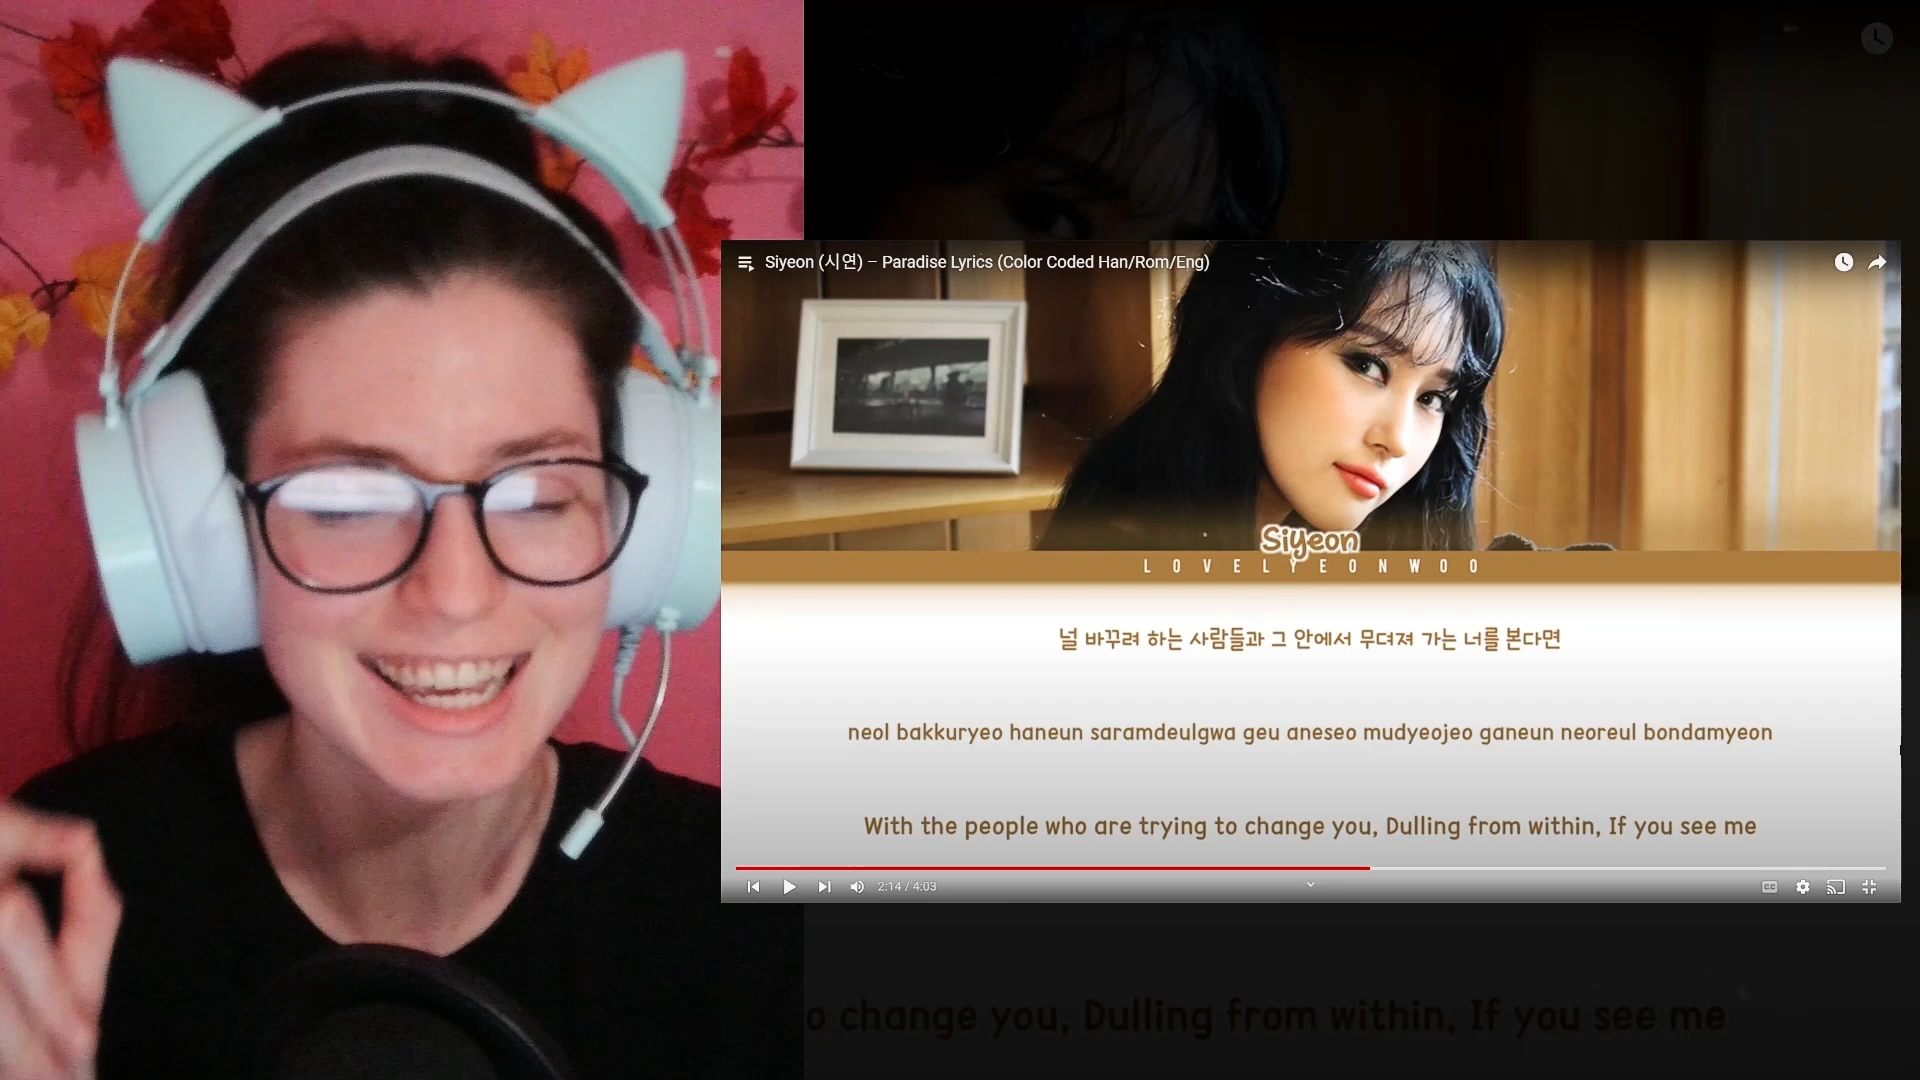 Siyeon (시연) – Paradise Lyrics (Color Coded Han/Rom/Eng)
Siyeon
LOVELYEONWOO
널 바꾸려 하는 사람들과 그 안에서 무뎌져 가는 너를 본다면
neol bakkuryeo haneun saramdeulgwa geu aneseo mudyeojeo ganeun neoreul bondamyeon
With the people who are trying to change you, Dulling from within, If you see me
2:14 / 4:03
CC
o change you, Dulling from within, If you see me